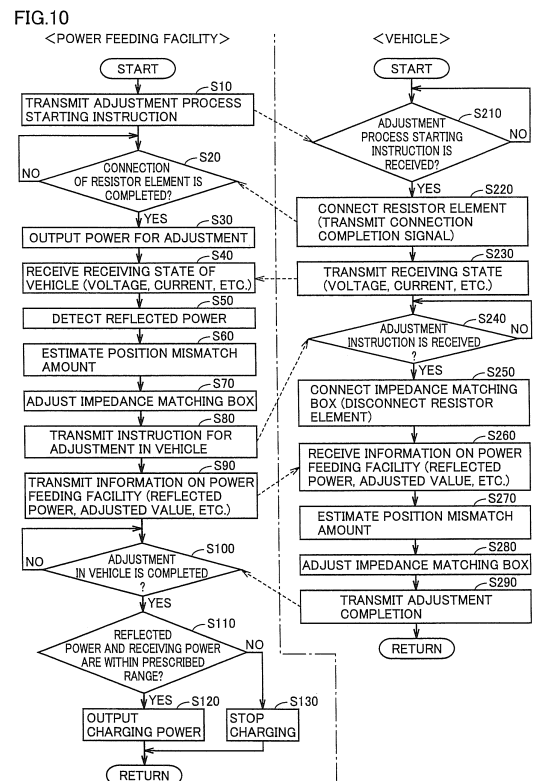 FIG.10
<POWER FEEDING FACILITY>
START
S10
TRANSMIT ADJUSTMENT PROCESS
STARTING INSTRUCTION
S20
CONNECTION
OF RESISTOR ELEMENT IS
COMPLETED?
NO
YES
S30
OUTPUT POWER FOR ADJUSTMENT
S40
RECEIVE RECEIVING STATE OF
VEHICLE (VOLTAGE, CURRENT, ETC.)
S50
DETECT REFLECTED POWER
S60
ESTIMATE POSITION MISMATCH
AMOUNT
S70
ADJUST IMPEDANCE MATCHING BOX
S80
TRANSMIT INSTRUCTION FOR
ADJUSTMENT IN VEHICLE
S90
TRANSMIT INFORMATION ON POWER
FEEDING FACILITY (REFLECTED
POWER, ADJUSTED VALUE, ETC.)
S100
NO
ADJUSTMENT
IN VEHICLE IS COMPLETED
?
YES
S110
REFLECTED
POWER AND RECEIVING POWER
ARE WITHIN PRESCRIBED
RANGE?
NO
YES
S120
OUTPUT
CHARGING POWER
S130
STOP
CHARGING
RETURN
<VEHICLE>
START
S210
ADJUSTMENT
PROCESS STARTING
INSTRUCTION IS
RECEIVED?
NO
YES
S220
CONNECT RESISTOR ELEMENT
(TRANSMIT CONNECTION
COMPLETION SIGNAL)
S230
TRANSMIT RECEIVING STATE
(VOLTAGE, CURRENT, ETC.)
S240
ADJUSTMENT
INSTRUCTION IS RECEIVED
?
NO
YES
S250
CONNECT IMPEDANCE MATCHING
BOX (DISCONNECT RESISTOR
ELEMENT)
S260
RECEIVE INFORMATION ON POWER
FEEDING FACILITY (REFLECTED
POWER, ADJUSTED VALUE, ETC.)
S270
ESTIMATE POSITION MISMATCH
AMOUNT
S280
ADJUST IMPEDANCE MATCHING BOX
S290
TRANSMIT ADJUSTMENT
COMPLETION
RETURN